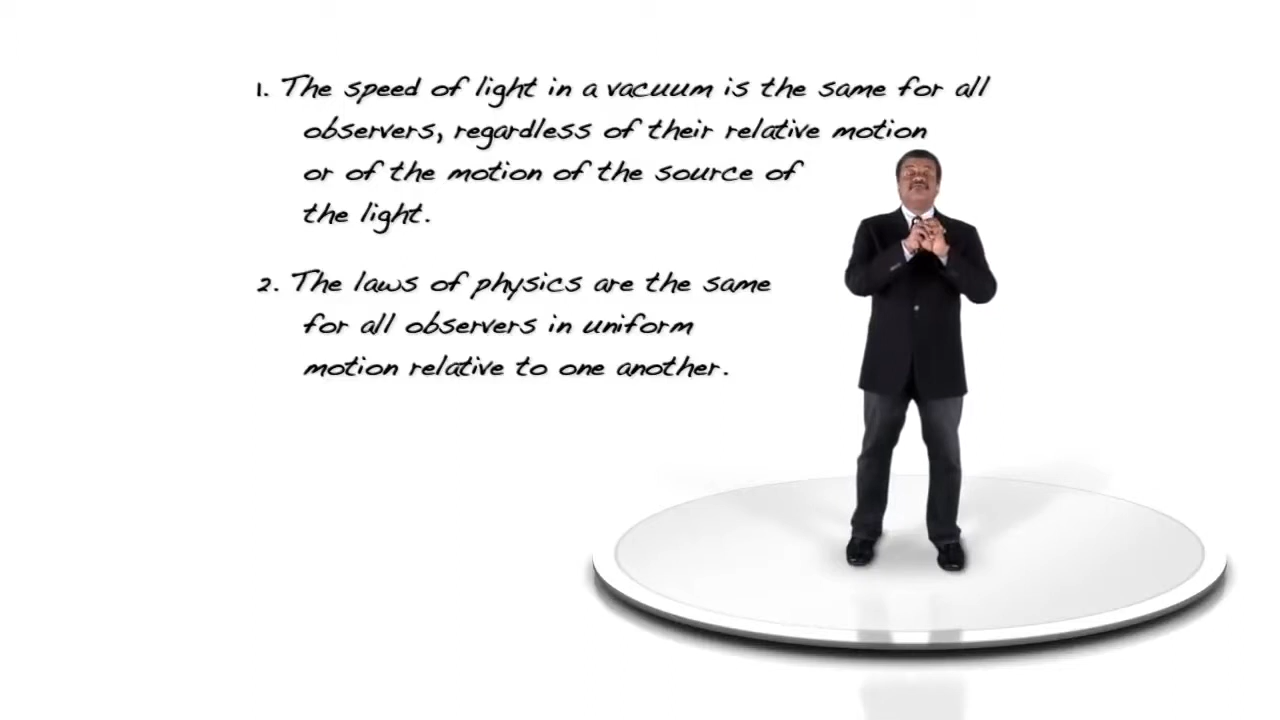 1. The speed of light in a vacuum is the same for all
observers, regardless of their relative motion
or of the motion of the source of
the light.
2. The laws of physics are the same
for all observers in uniform
motion relative to one another.